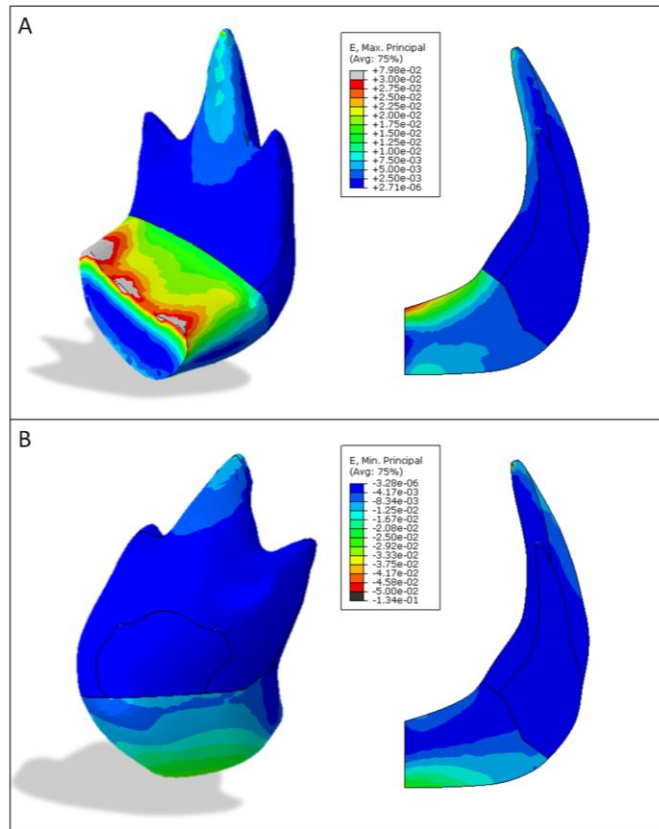 A
E, Max. Principal
(Avg: 75%)
+7.98e-02
+3.00e-02
+2.75e-02
+2.50e-02
+2.25e-02
+2.00e-02
+1.75e-02
+1.50e-02
+1.25e-02
+1.00e-02
+7.50e-03
+5.00e-03
+2.50e-03
+2.71e-06
B
E, Min. Principal
(Avg: 75%)
-3.28e-06
-4.17e-03
-8.34e-03
-1.25e-02
-1.67e-02
-2.08e-02
-2.50e-02
-2.92e-02
-3.33e-02
-3.75e-02
-4.17e-02
-4.58e-02
-5.00e-02
-1.34e-01